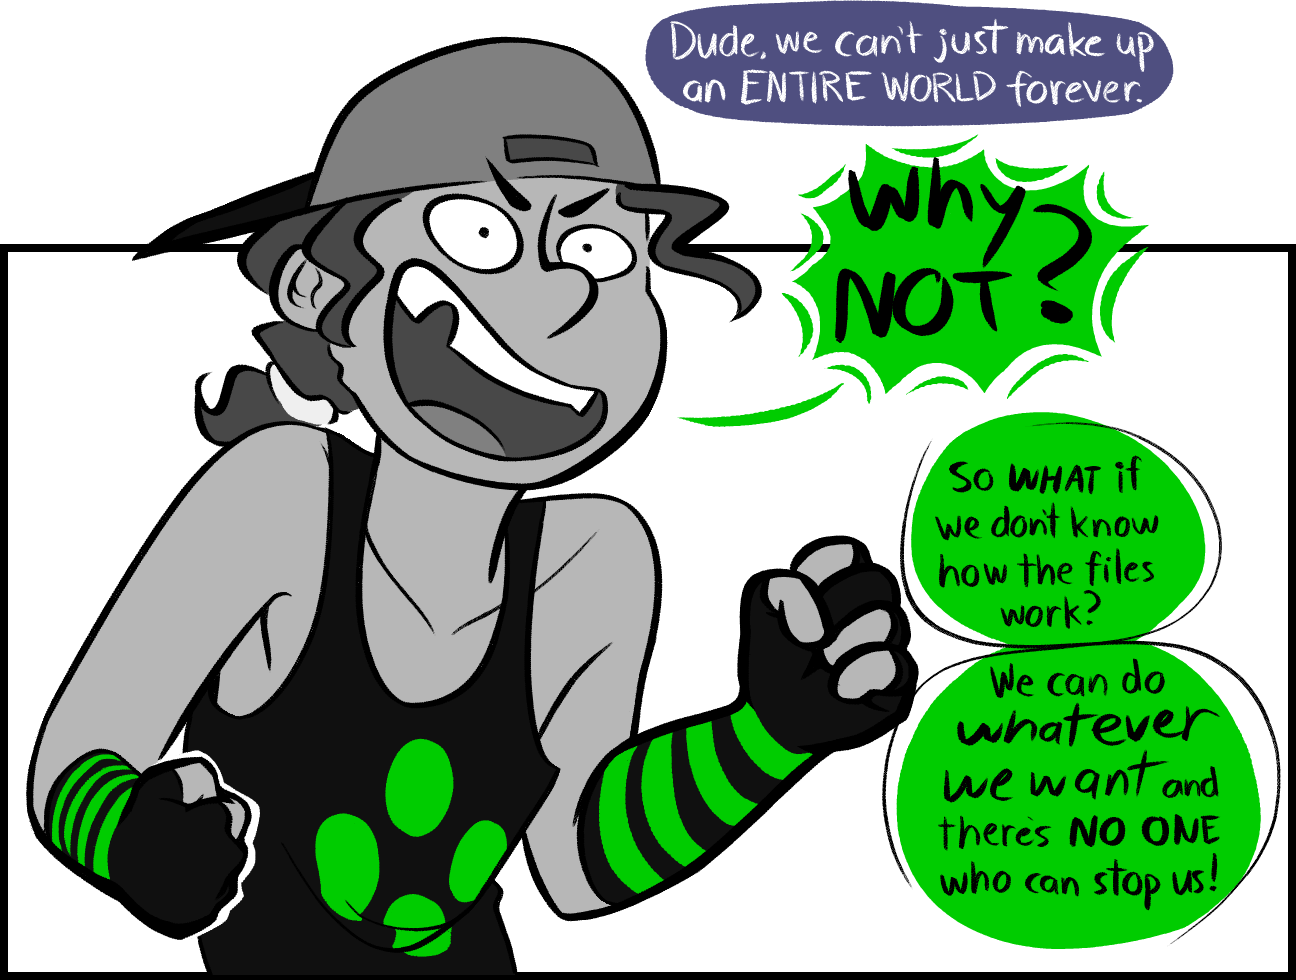 Dude, we can't just make up
an ENTIRE WORLD forever.
Why
NOT?
So WHAT if
we don't know
how the files
work?
We can do
whatever
we want and
there's NO ONE
who can stop us!